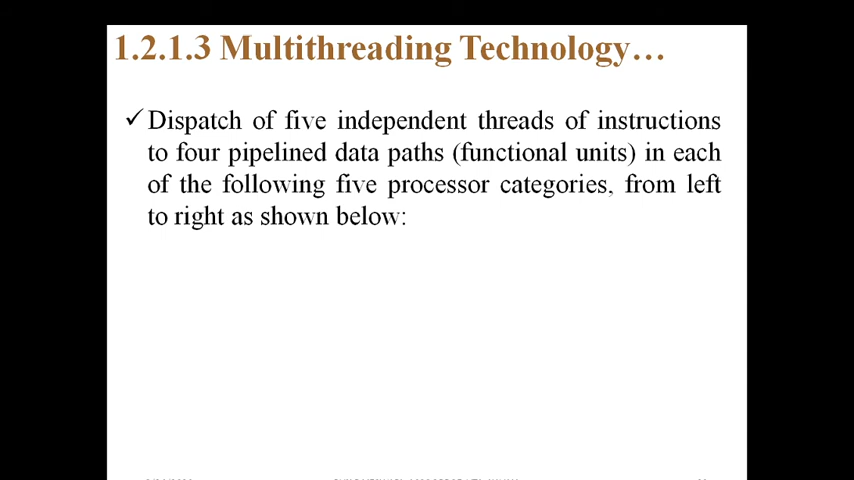 1.2.1.3 Multithreading Technology…
✓Dispatch of five independent threads of instructions
to four pipelined data paths (functional units) in each
of the following five processor categories, from left
to right as shown below: